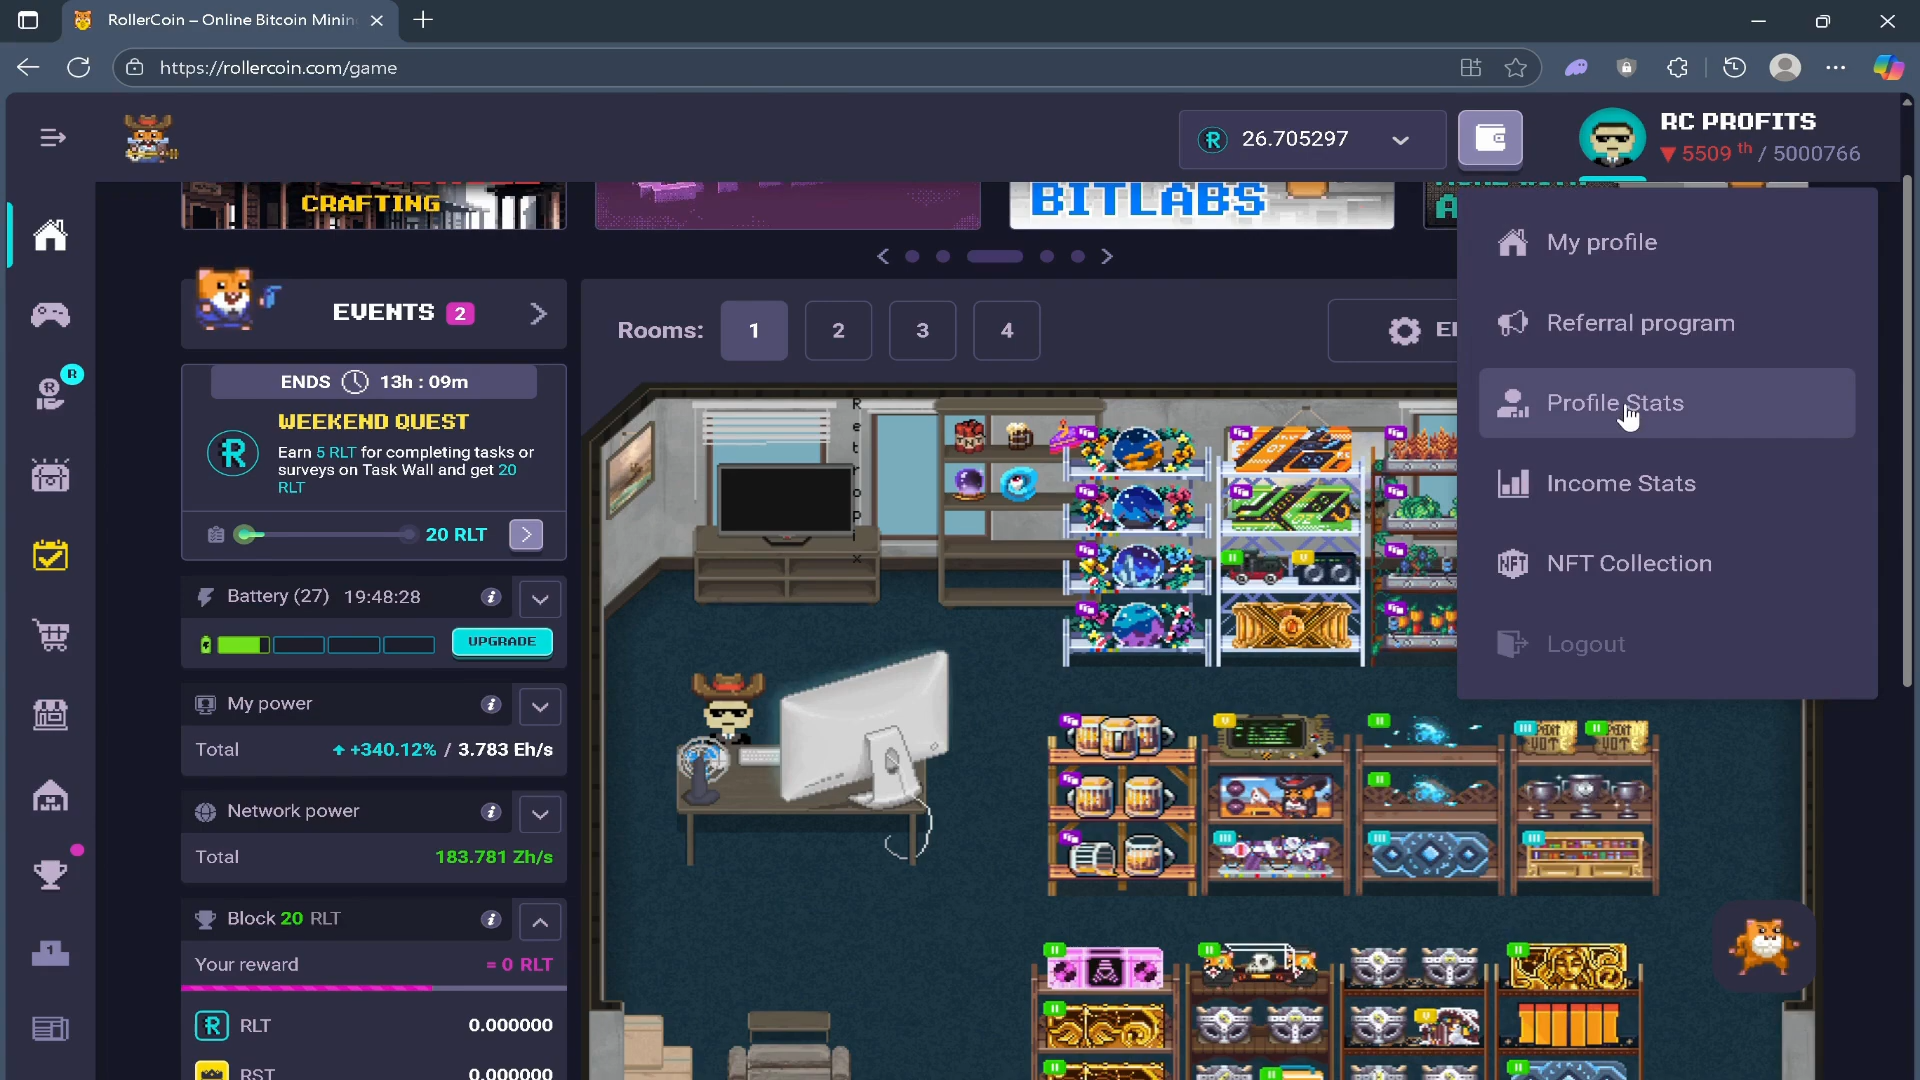 RollerCoin – Online Bitcoin Minin
https://rollercoin.com/game
26.705297
RC PROFITS
5509 th / 5000766
CRAFTING
BITLABS
My profile
Referral program
Profile Stats
Income Stats
NFT Collection
Logout
EVENTS 2
Rooms: 1 2 3 4
ENDS 13h : 09m
WEEKEND QUEST
Earn 5 RLT for completing tasks or
surveys on Task Wall and get 20
RLT
20 RLT
Battery (27) 19:48:28
UPGRADE
My power
Total +340.12% / 3.783 Eh/s
Network power
Total 183.781 Zh/s
Block 20 RLT
Your reward = 0 RLT
RLT 0.000000
RST 0.000000